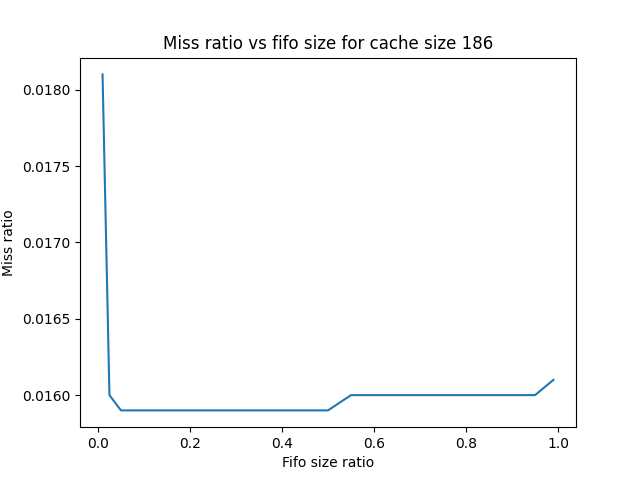 Miss ratio vs fifo size for cache size 186
Miss ratio
0.0180
0.0175
0.0170
0.0165
0.0160
0.0 0.2 0.4 0.6 0.8 1.0
Fifo size ratio